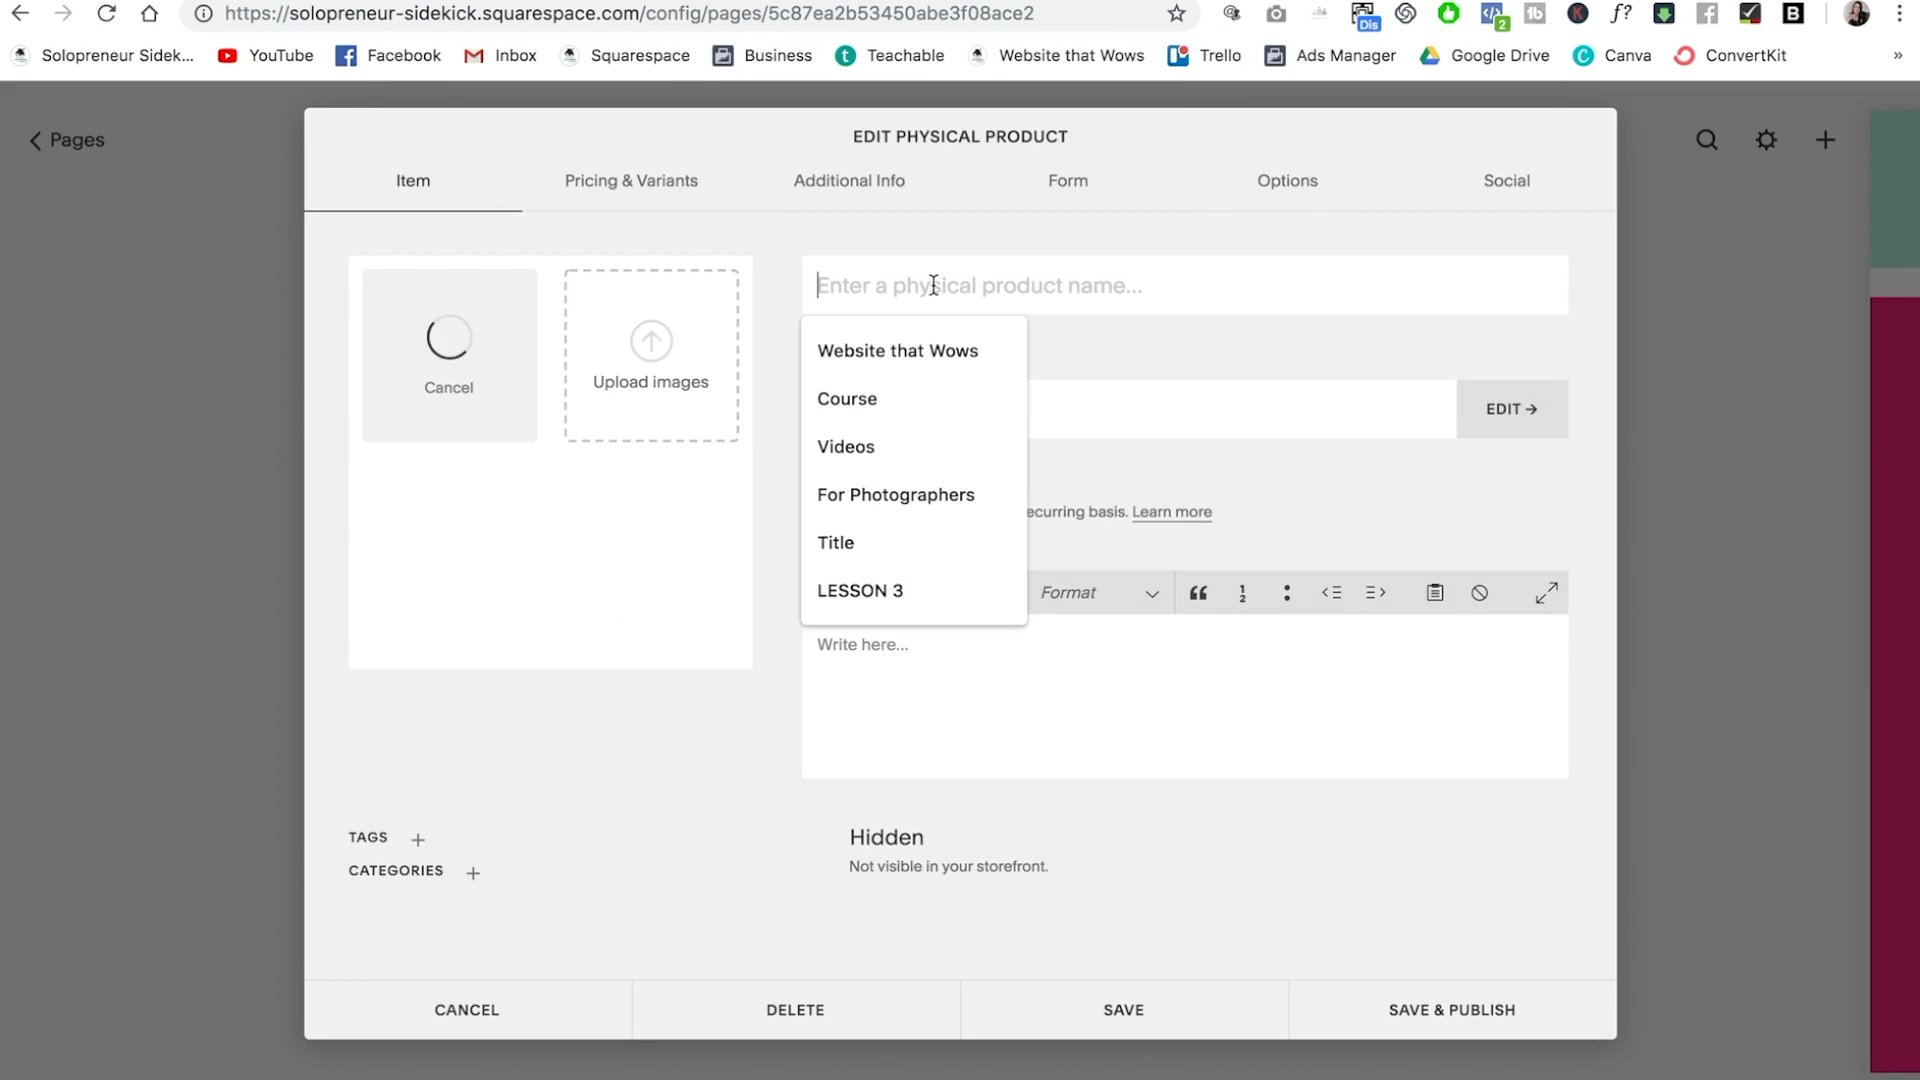 https://solopreneur-sidekick.squarespace.com/config/pages/5c87ea2b53450abe3f08ace2
Dis
2
tb
K
f?
B
Solopreneur Sidek...
YouTube
Facebook
Inbox
Squarespace
Business
t
Teachable
Website that Wows
Trello
Ads Manager
Google Drive
C
Canva
ConvertKit
»
Pages
EDIT PHYSICAL PRODUCT
Item
Pricing & Variants
Additional Info
Form
Options
Social
Cancel
Upload images
Enter a physical product name...
Website that Wows
Course
Videos
For Photographers
Title
LESSON 3
EDIT →
ecurring basis. Learn more
Format
Write here...
TAGS +
CATEGORIES +
Hidden
Not visible in your storefront.
CANCEL
DELETE
SAVE
SAVE & PUBLISH